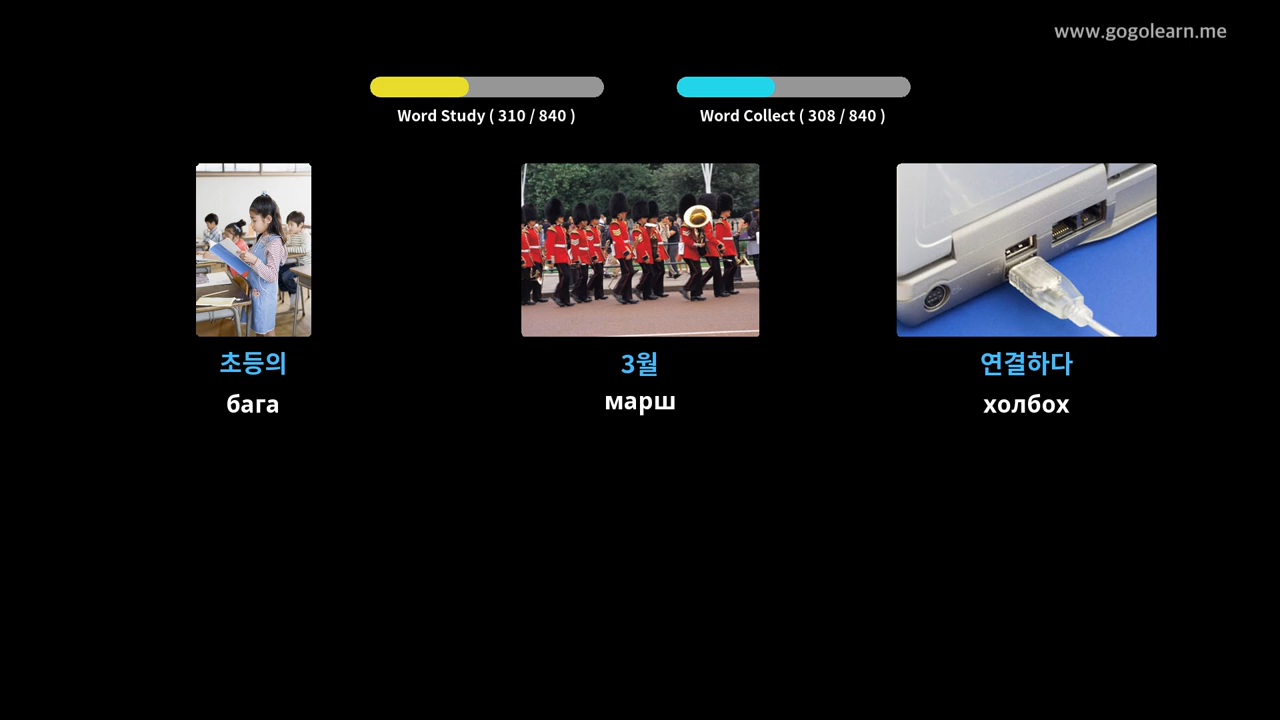 www.gogolearn.me
Word Study ( 310 / 840 )
Word Collect ( 308 / 840 )
초등의
3월
연결하다
бага
марш
холбох